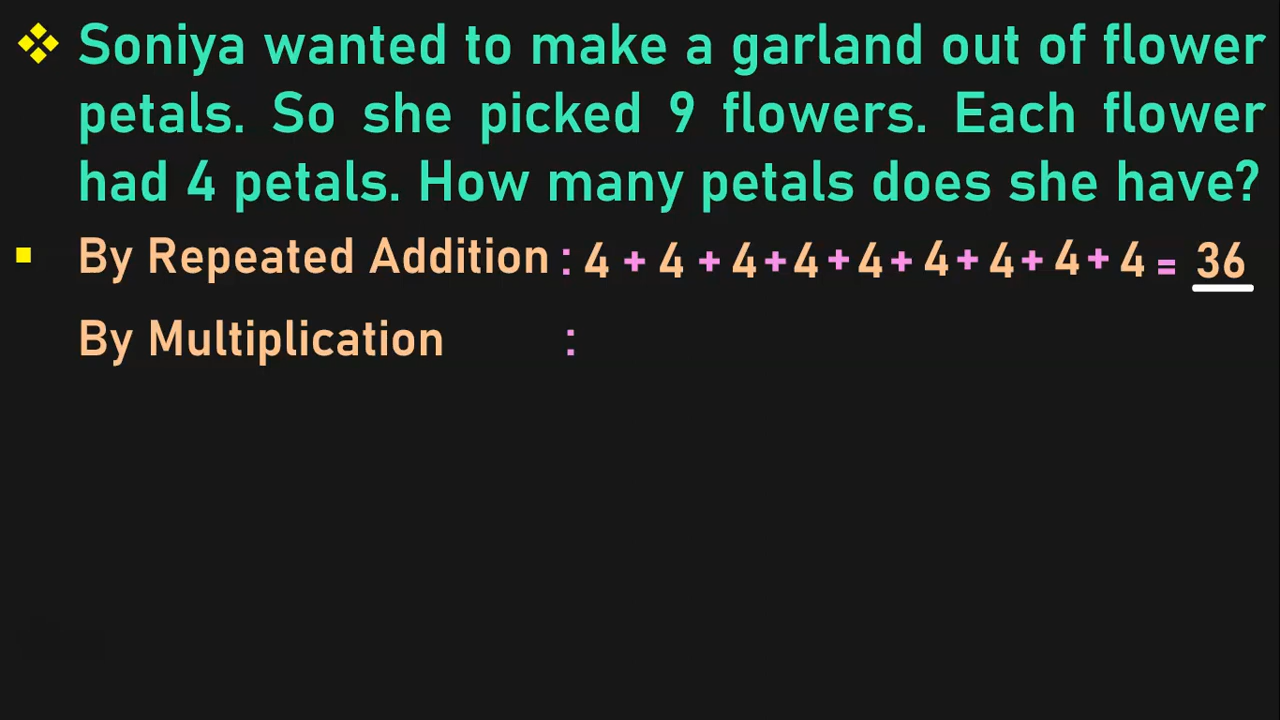 ❖ Soniya wanted to make a garland out of flower
petals. So she picked 9 flowers. Each flower
had 4 petals. How many petals does she have?
▪ By Repeated Addition : 4 + 4 + 4 + 4 + 4 + 4 + 4 + 4 + 4 = 36
By Multiplication :